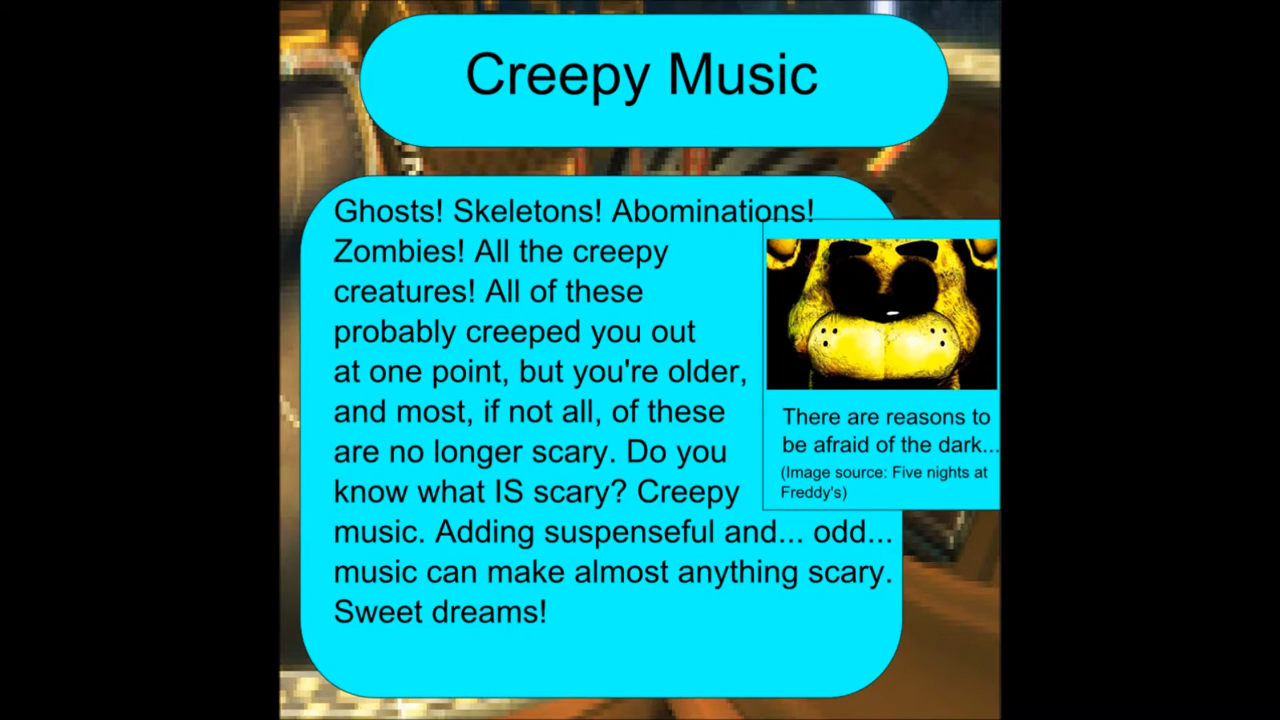 Creepy Music
Ghosts! Skeletons! Abominations!
Zombies! All the creepy
creatures! All of these
probably creeped you out
at one point, but you're older,
and most, if not all, of these
are no longer scary. Do you
know what IS scary? Creepy
music. Adding suspenseful and... odd...
music can make almost anything scary.
Sweet dreams!
There are reasons to
be afraid of the dark...
(Image source: Five nights at
Freddy's)